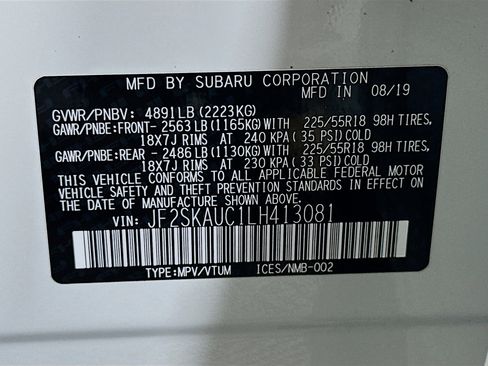 MFD BY SUBARU CORPORATION
MFD IN 08/19
GVWR/PNBV: 4891LB(2223KG)
GAWR/PNBE:FRONT- 2563LB(1165KG)WITH 225/55R18 98H TIRES,
18X7J RIMS AT 240 KPA(35 PSI)COLD
GAWR/PNBE:REAR - 2486LB(1130KG)WITH 225/55R18 98H TIRES,
18X7J RIMS AT 230 KPA(33 PSI)COLD
THIS VEHICLE CONFORMS TO ALL APPLICABLE FEDERAL MOTOR
VEHICLE SAFETY AND THEFT PREVENTION STANDARDS IN EFFECT ON
THE DATE OF MANUFACTURE SHOWN ABOVE.
VIN: JF2SKAUC1LH413081
TYPE:MPV/VTUM ICES/NMB-002